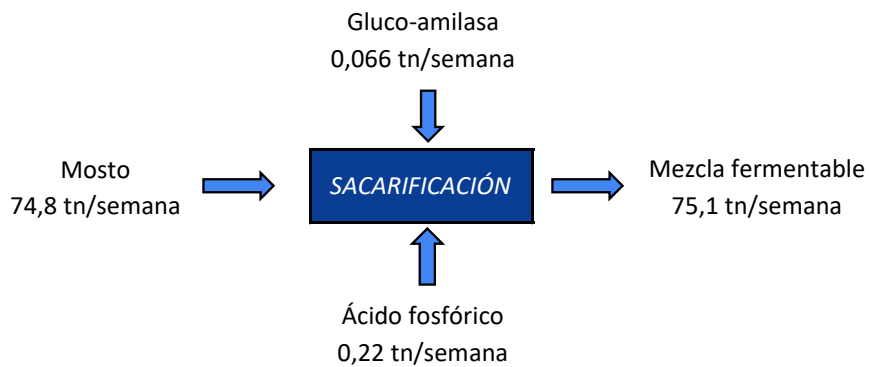 Gluco-amilasa
0,066 tn/semana
Mosto
74,8 tn/semana
SACARIFICACIÓN
Mezcla fermentable
75,1 tn/semana
Ácido fosfórico
0,22 tn/semana